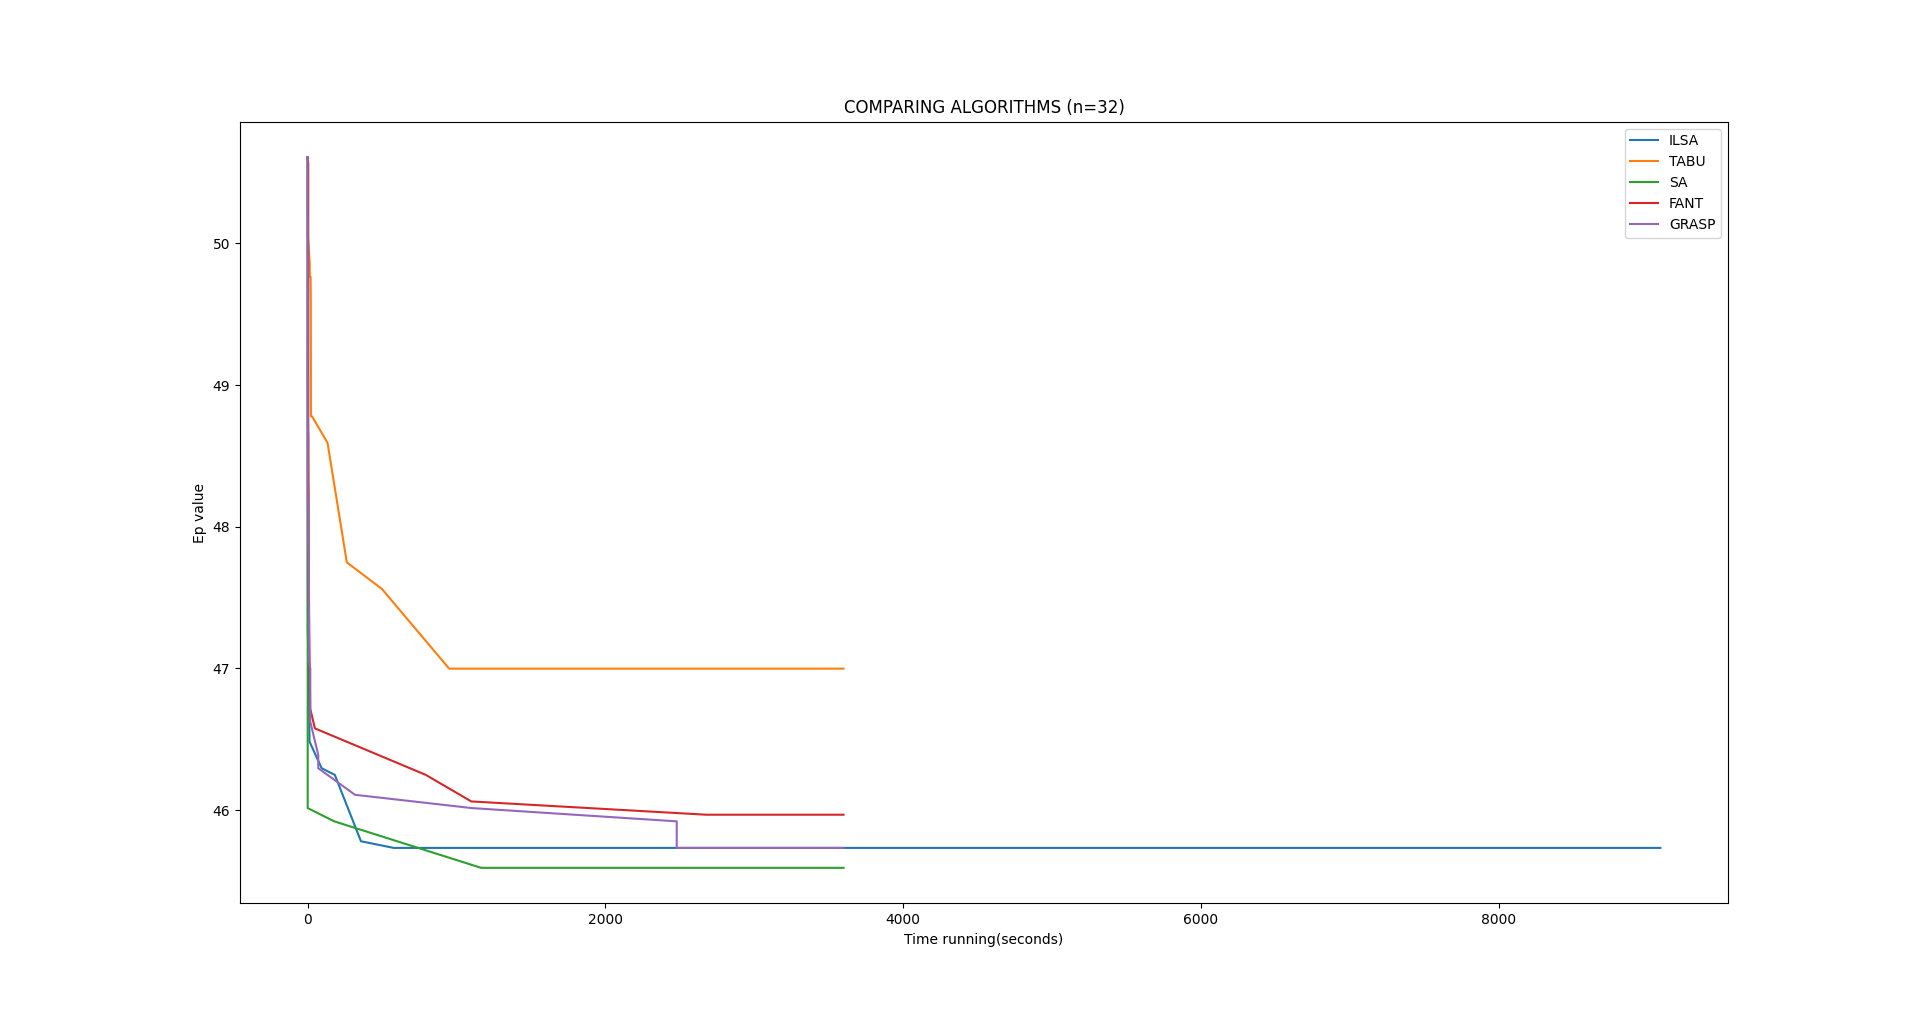 COMPARING ALGORITHMS (n=32)
ILSA
TABU
SA
FANT
GRASP
50
49
48
47
46
Ep value
0 2000 4000 6000 8000
Time running(seconds)